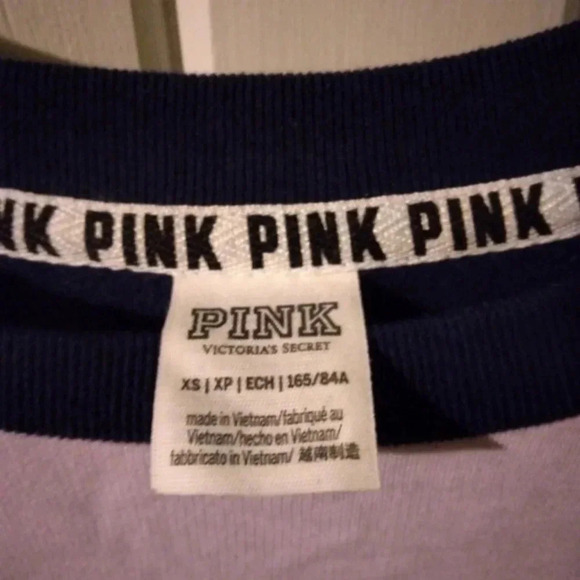 NK PINK PINK PINK
PINK
VICTORIA'S SECRET
XS | XP | ECH | 165/84A
made in Vietnam/fabriqué au
Vietnam/hecho en Vietnam/
fabbricato in Vietnam/ 越南制造